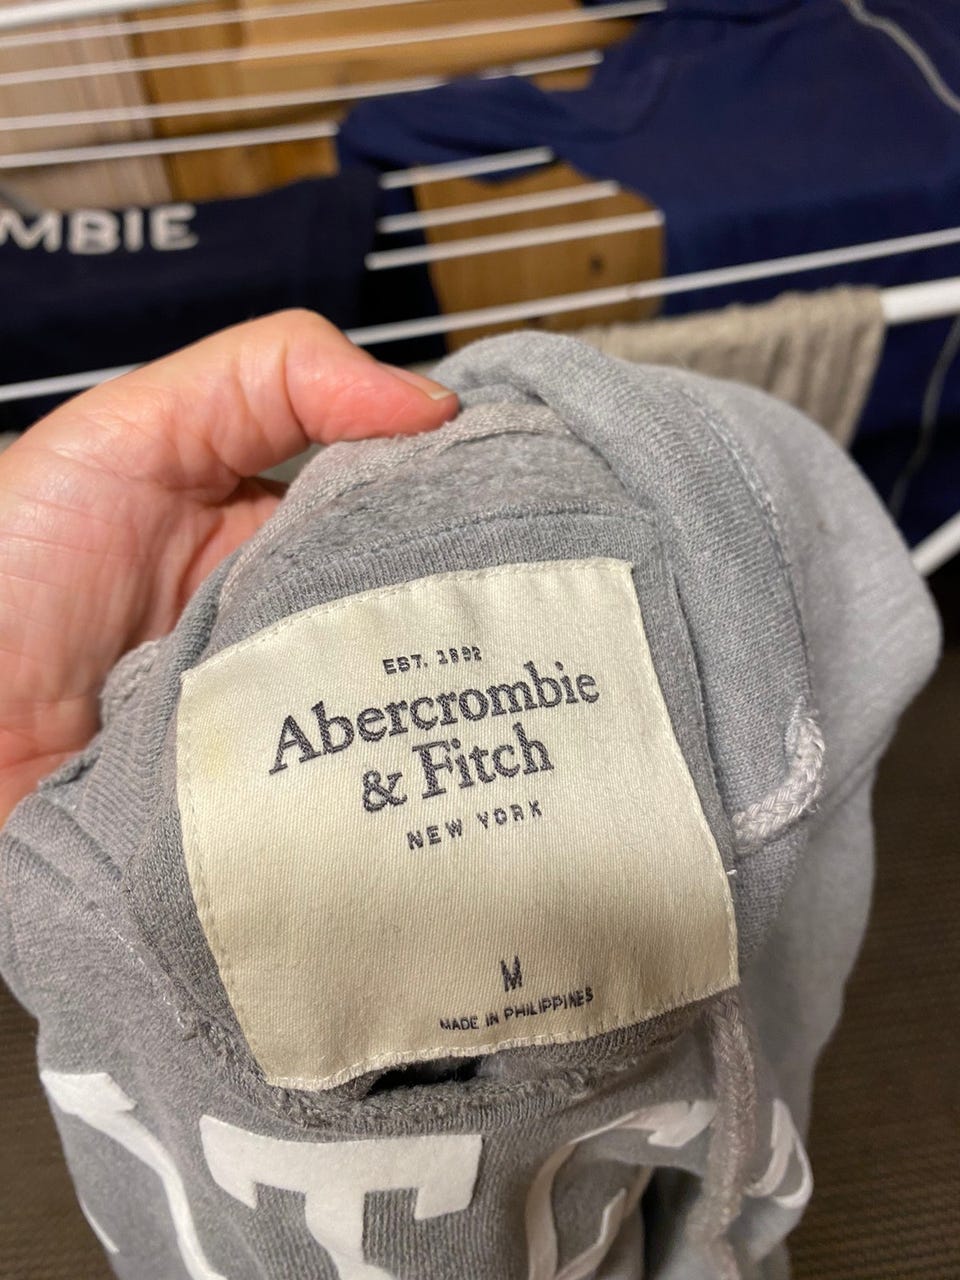 MBIE
EST. 1892
Abercrombie
& Fitch
NEW YORK
M
MADE IN PHILIPPINES